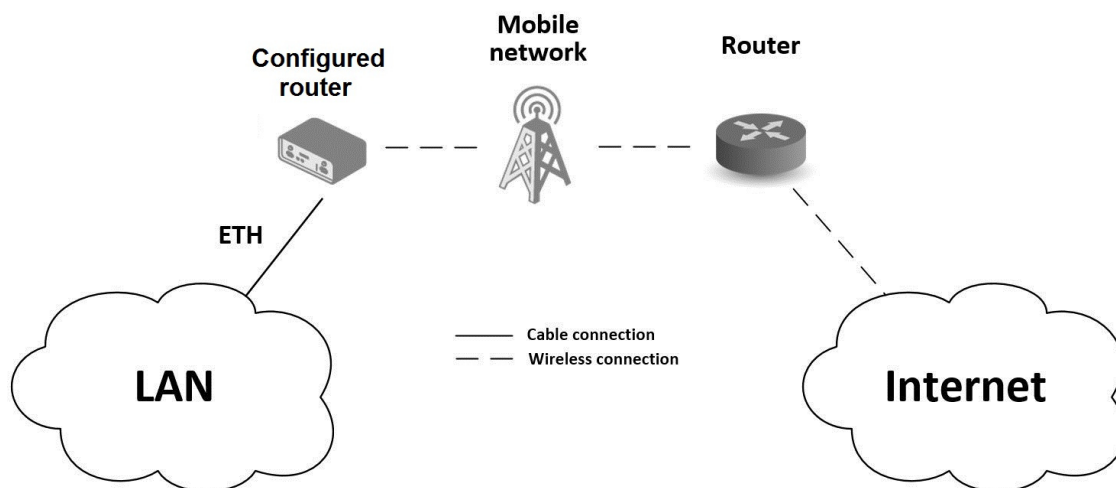 Mobile
network
Configured
router
Router
ETH
Cable connection
Wireless connection
LAN
Internet